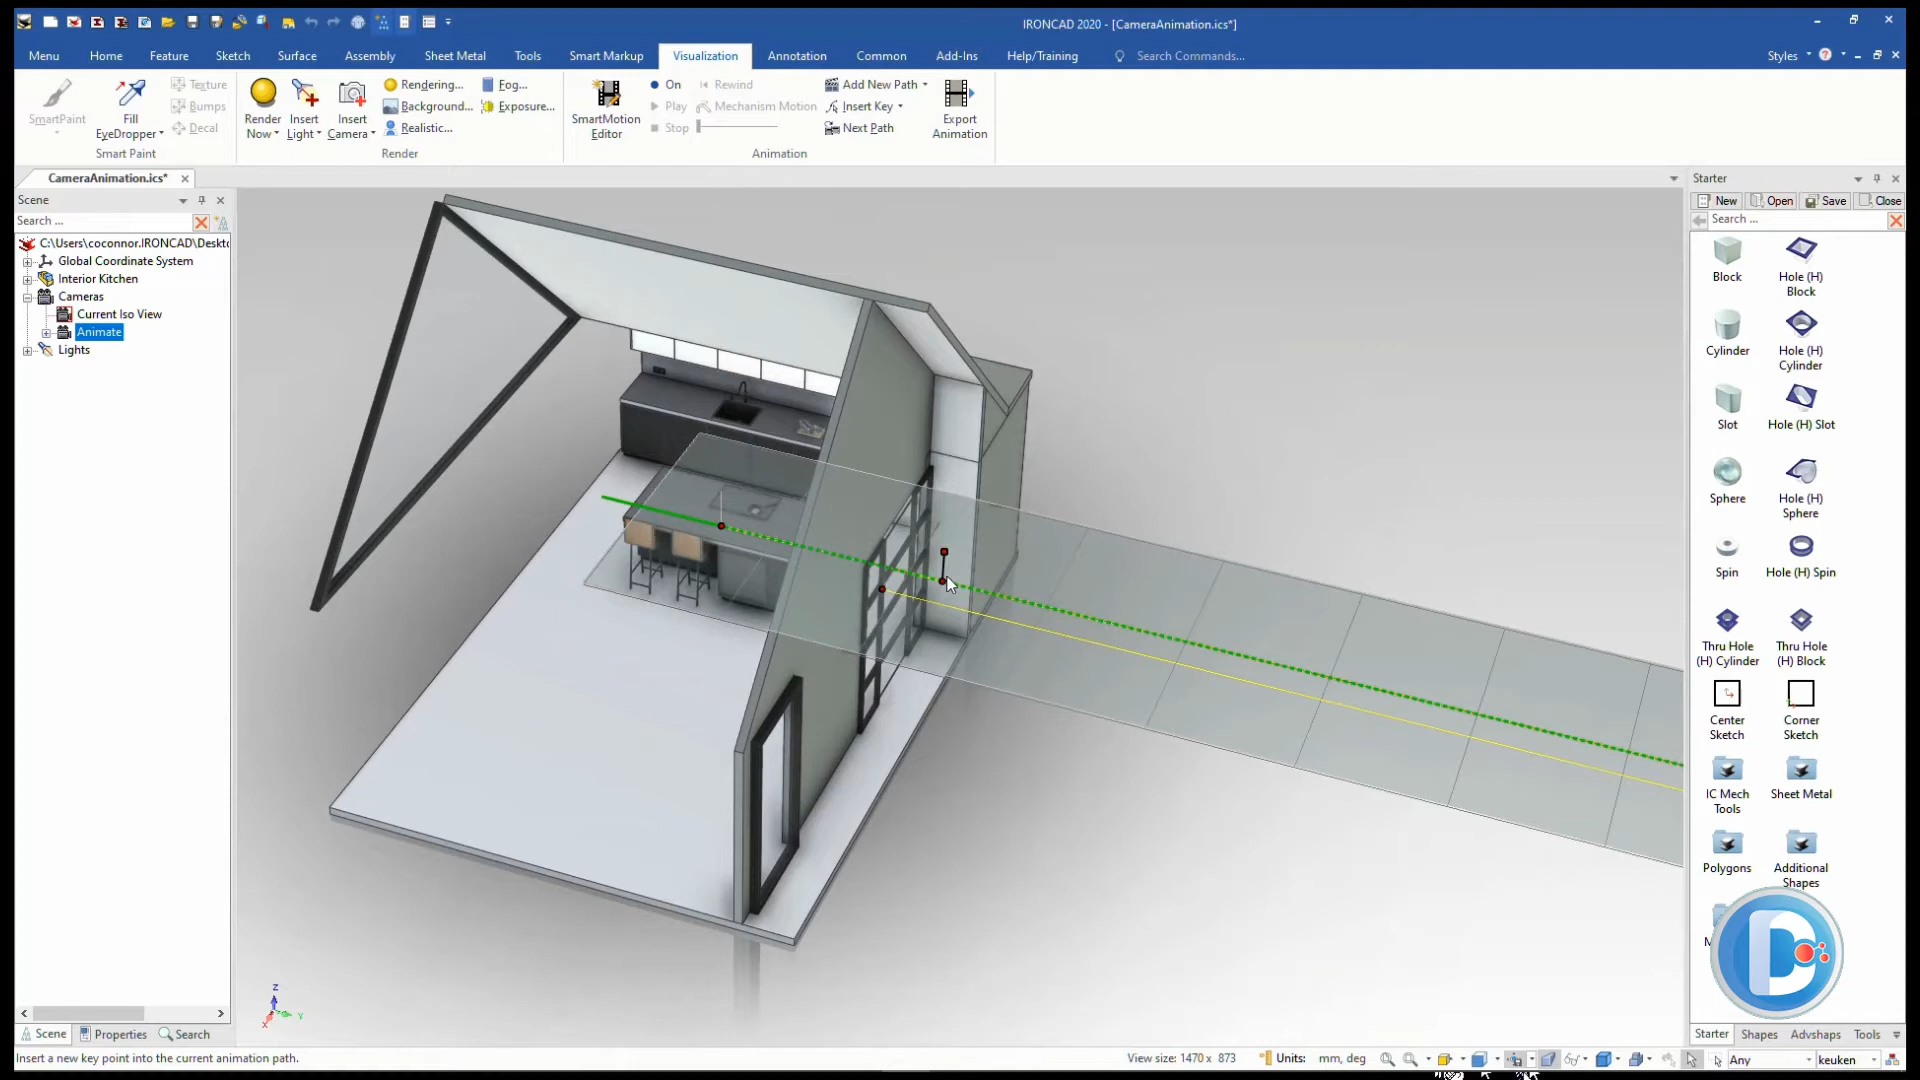 IRONCAD 2020 - [CameraAnimation.ics*]
Menu Home Feature Sketch Surface Assembly Sheet Metal Tools Smart Markup Visualization Annotation Common Add-Ins Help/Training Search Commands... Styles
SmartPaint
Fill
EyeDropper
Texture
Bumps
Decal
Smart Paint
Render
Now
Insert
Light
Insert
Camera
Rendering...
Background...
Realistic...
Fog...
Exposure...
Render
SmartMotion
Editor
On
Play
Stop
Rewind
Mechanism Motion
Add New Path
Insert Key
Next Path
Export
Animation
Animation
CameraAnimation.ics*
Scene
Search ...
C:\Users\coconnor.IRONCAD\Deskt
Global Coordinate System
Interior Kitchen
Cameras
Current Iso View
Animate
Lights
Z
Y
X
Starter
New Open Save Close
Search ...
Block
Hole (H)
Block
Cylinder
Hole (H)
Cylinder
Slot
Hole (H) Slot
Sphere
Hole (H)
Sphere
Spin
Hole (H) Spin
Thru Hole
(H) Cylinder
Thru Hole
(H) Block
Center
Sketch
Corner
Sketch
IC Mech
Tools
Sheet Metal
Polygons
Additional
Shapes
Scene Properties Search
Starter Shapes Advshaps Tools
Insert a new key point into the current animation path.
View size: 1470 x 873
Units: mm, deg
Any
keuken